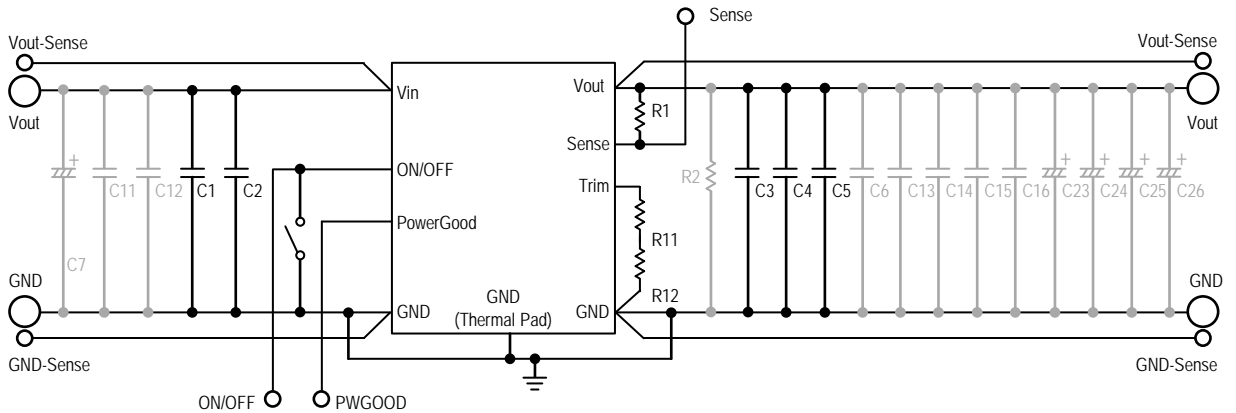 Sense
Vout-Sense
Vout-Sense
Vin
Vout
Vout
Vout
R1
Sense
ON/OFF
Trim
C11
C12
C1
C2
R2
C3
C4
C5
C6
C13
C14
C15
C16
C23
C24
C25
C26
+
+
+
+
+
PowerGood
R11
C7
GND
GND
R12
GND
GND
(Thermal Pad)
GND
GND-Sense
GND-Sense
ON/OFF
PWGOOD